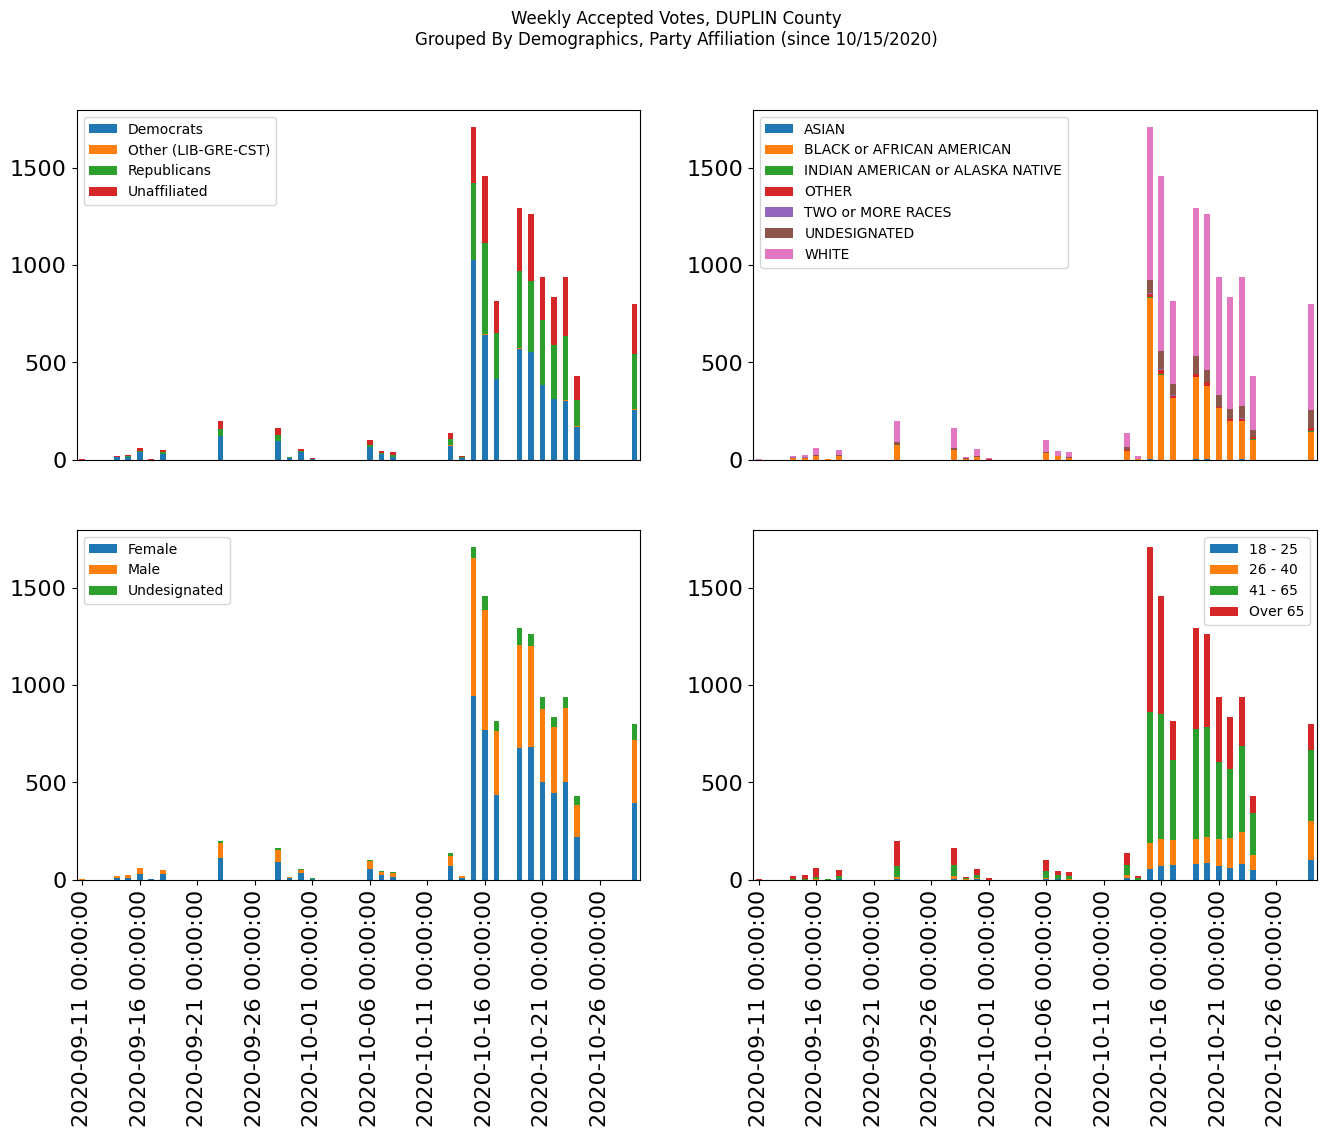 Weekly Accepted Votes, DUPLIN County
Grouped By Demographics, Party Affiliation (since 10/15/2020)
Democrats
Other (LIB-GRE-CST)
Republicans
Unaffiliated
1500
1000
500
0
ASIAN
BLACK or AFRICAN AMERICAN
INDIAN AMERICAN or ALASKA NATIVE
OTHER
TWO or MORE RACES
UNDESIGNATED
WHITE
1500
1000
500
0
Female
Male
Undesignated
1500
1000
500
0
2020-09-11 00:00:00
2020-09-16 00:00:00
2020-09-21 00:00:00
2020-09-26 00:00:00
2020-10-01 00:00:00
2020-10-06 00:00:00
2020-10-11 00:00:00
2020-10-16 00:00:00
2020-10-21 00:00:00
2020-10-26 00:00:00
18 - 25
26 - 40
41 - 65
Over 65
1500
1000
500
0
2020-09-11 00:00:00
2020-09-16 00:00:00
2020-09-21 00:00:00
2020-09-26 00:00:00
2020-10-01 00:00:00
2020-10-06 00:00:00
2020-10-11 00:00:00
2020-10-16 00:00:00
2020-10-21 00:00:00
2020-10-26 00:00:00